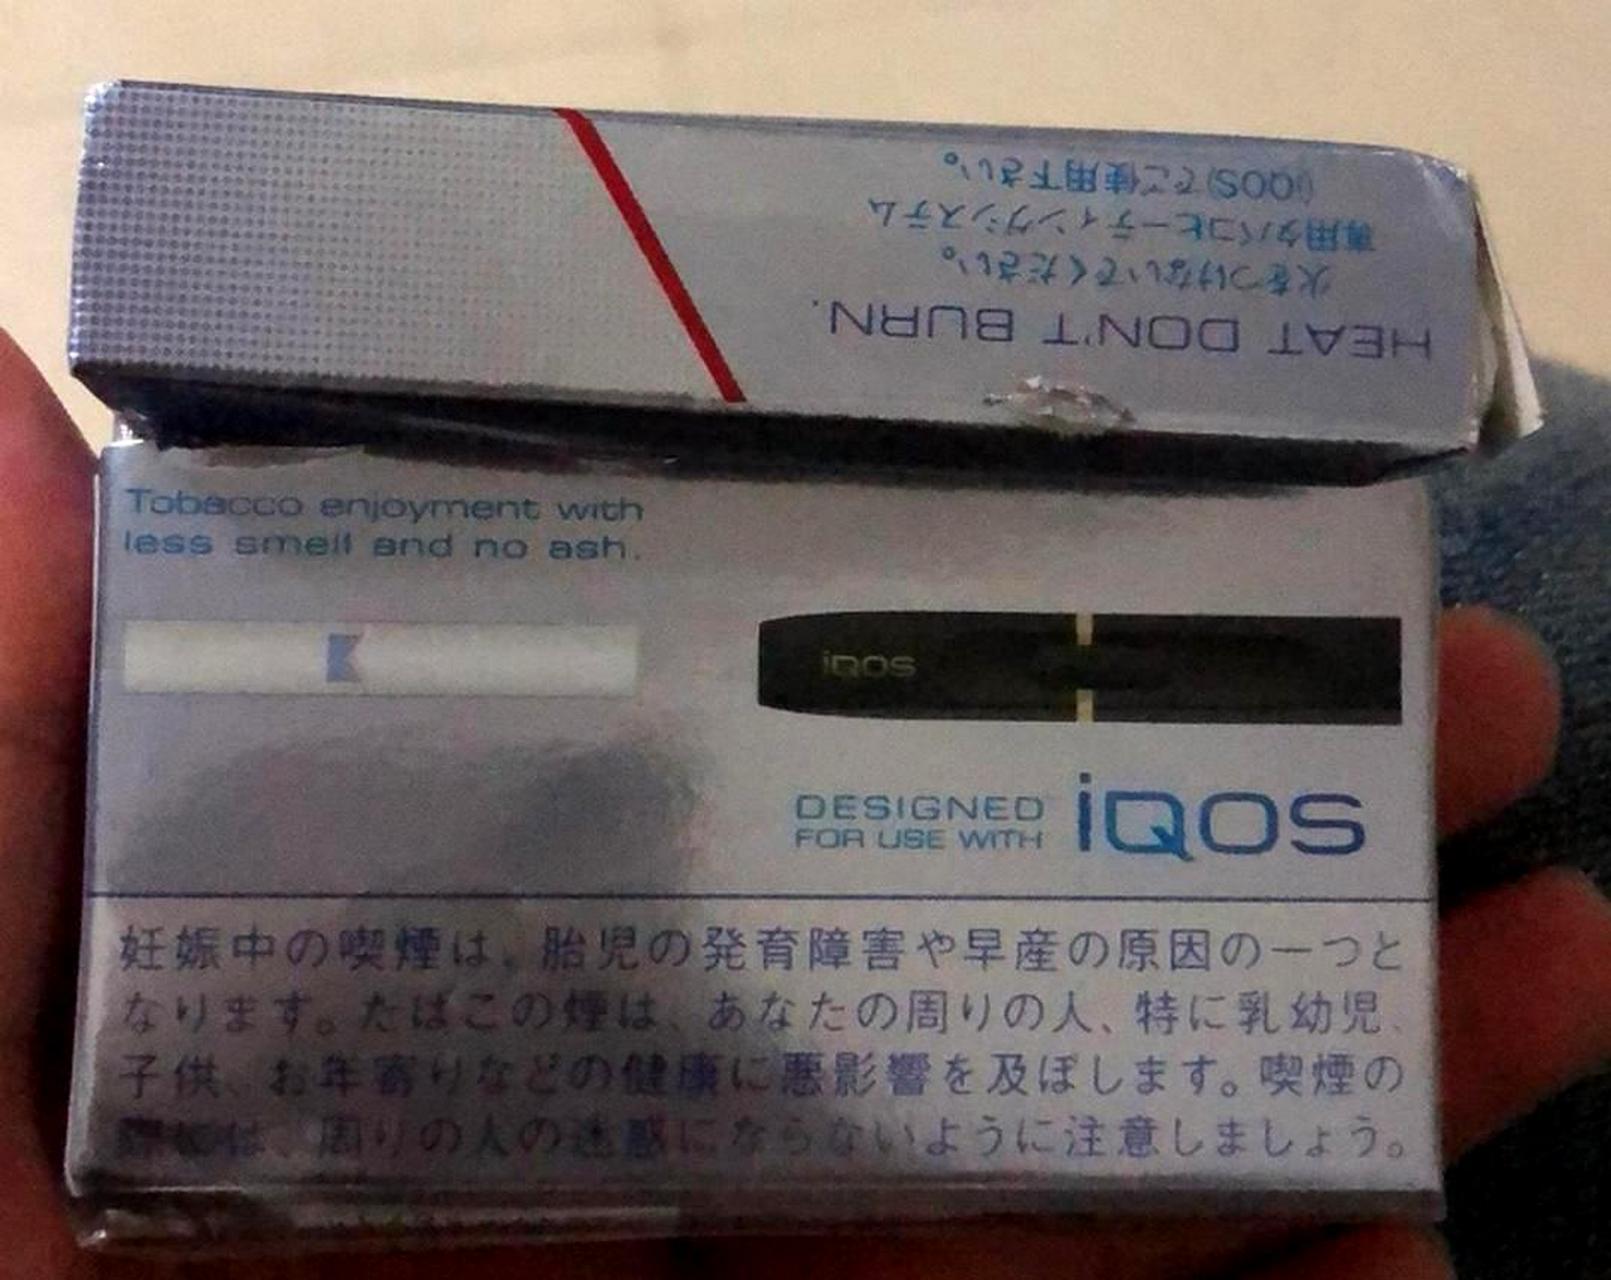 HEAT DON'T BURN.
火をつけないでください。
専用タバコヒーティングシステム
(iQOS)でご使用下さい。
Tobacco enjoyment with
less smell and no ash.
iQOS
DESIGNED
FOR USE WITH
iQOS
妊娠中の喫煙は、胎児の発育障害や早産の原因の一つと
なります。たばこの煙は、あなたの周りの人、特に乳幼児、
子供、お年寄りなどの健康に悪影響を及ぼします。喫煙の
際には、周りの人の迷惑にならないように注意しましょう。